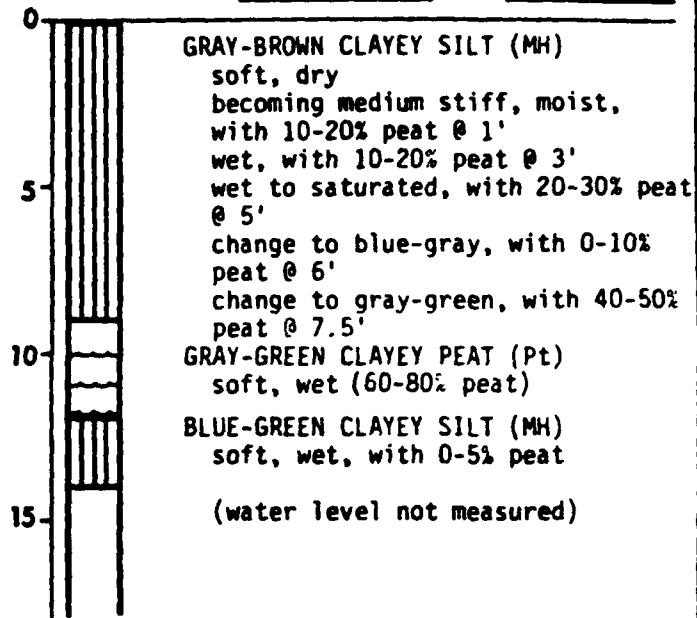 0
GRAY-BROWN CLAYEY SILT (MH)
soft, dry
becoming medium stiff, moist,
with 10-20% peat @ 1'
wet, with 10-20% peat @ 3'
5
wet to saturated, with 20-30% peat
@ 5'
change to blue-gray, with 0-10%
peat @ 6'
change to gray-green, with 40-50%
peat @ 7.5'
10
GRAY-GREEN CLAYEY PEAT (Pt)
soft, wet (60-80% peat)
BLUE-GREEN CLAYEY SILT (MH)
soft, wet, with 0-5% peat
15
(water level not measured)